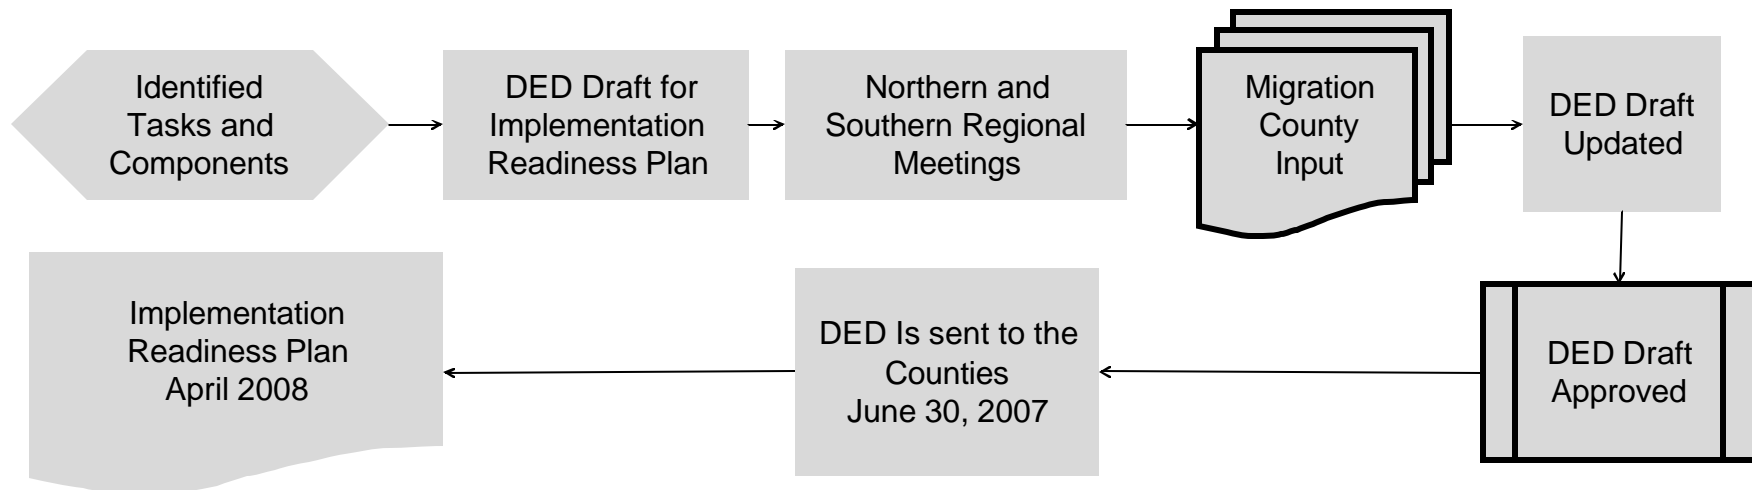 Identified
Tasks and
Components
DED Draft for
Implementation
Readiness Plan
Northern and
Southern Regional
Meetings
Migration
County
Input
DED Draft
Updated
DED Draft
Approved
DED Is sent to the
Counties
June 30, 2007
Implementation
Readiness Plan
April 2008